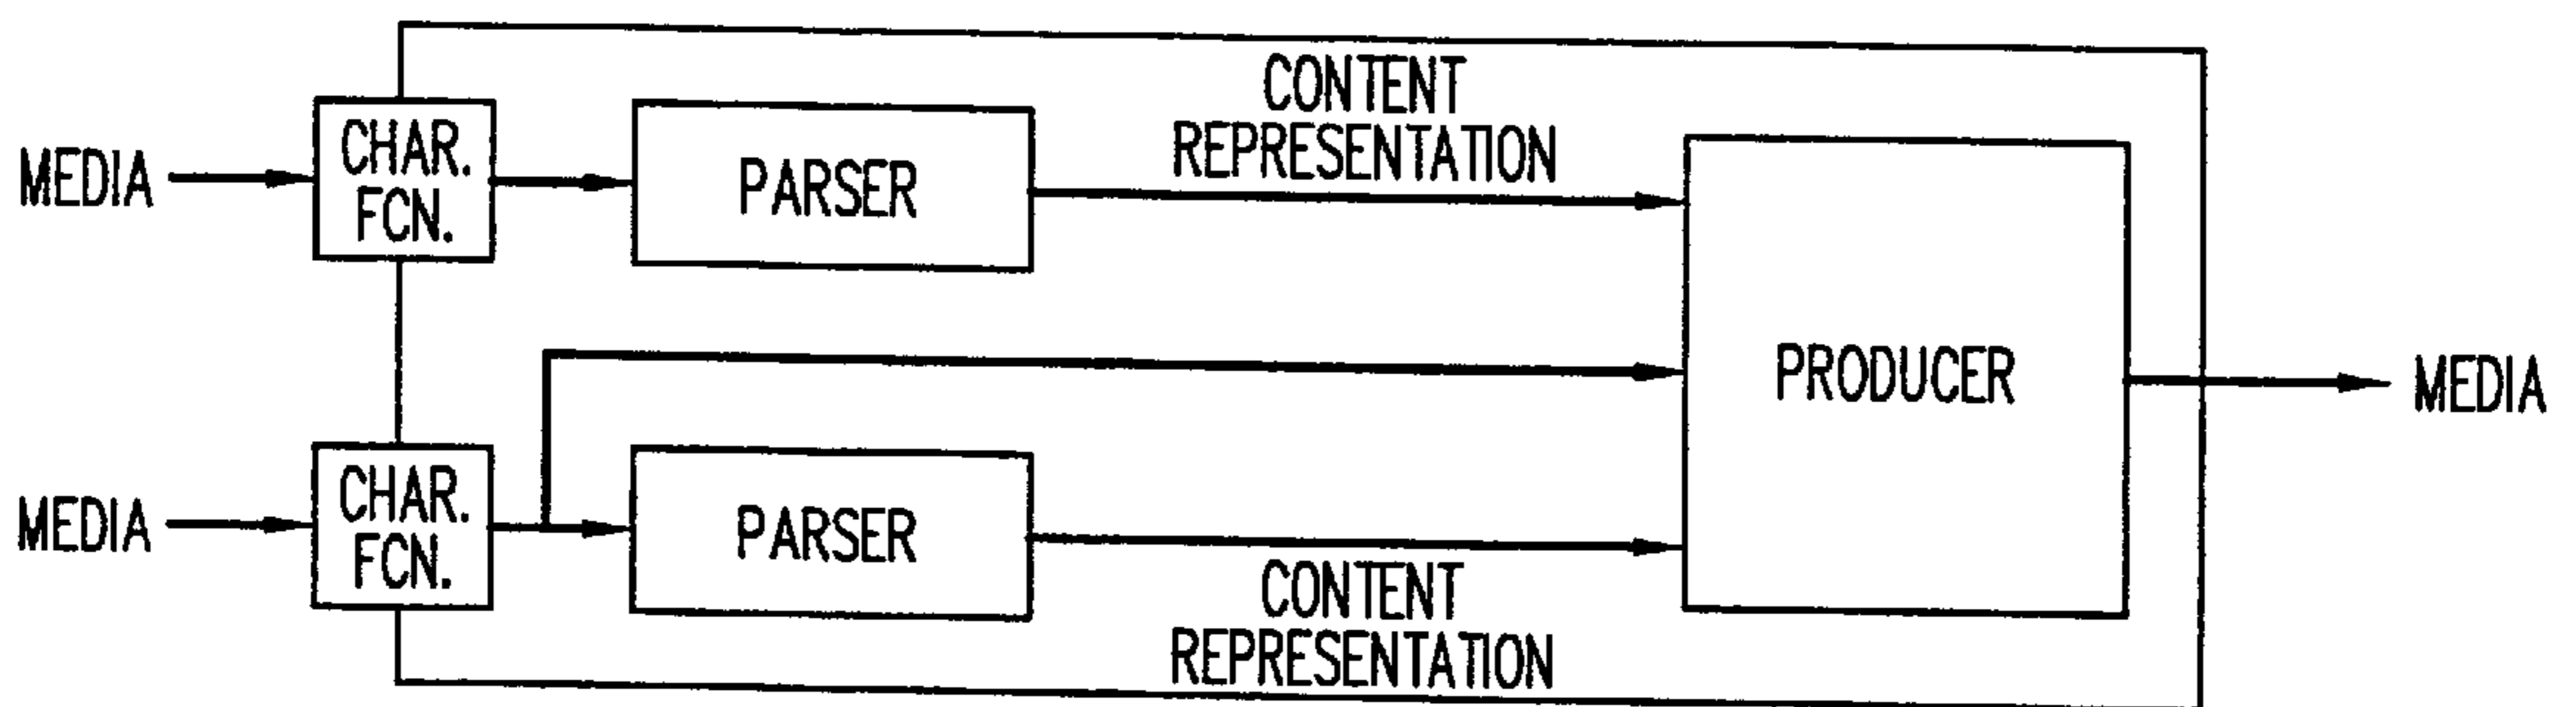 CONTENT
REPRESENTATION
MEDIA
CHAR.
FCN.
PARSER
PRODUCER
MEDIA
MEDIA
CHAR.
FCN.
PARSER
CONTENT
REPRESENTATION